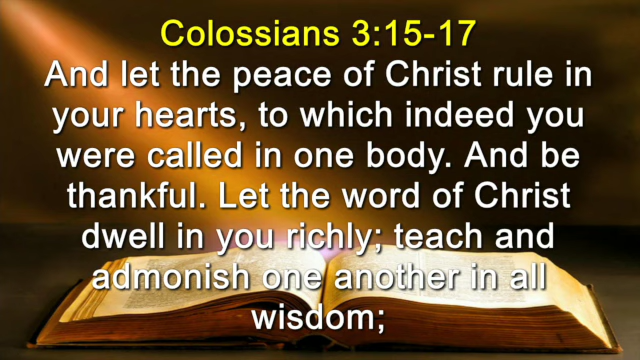 Colossians 3:15-17
And let the peace of Christ rule in
your hearts, to which indeed you
were called in one body. And be
thankful. Let the word of Christ
dwell in you richly; teach and
admonish one another in all
wisdom;